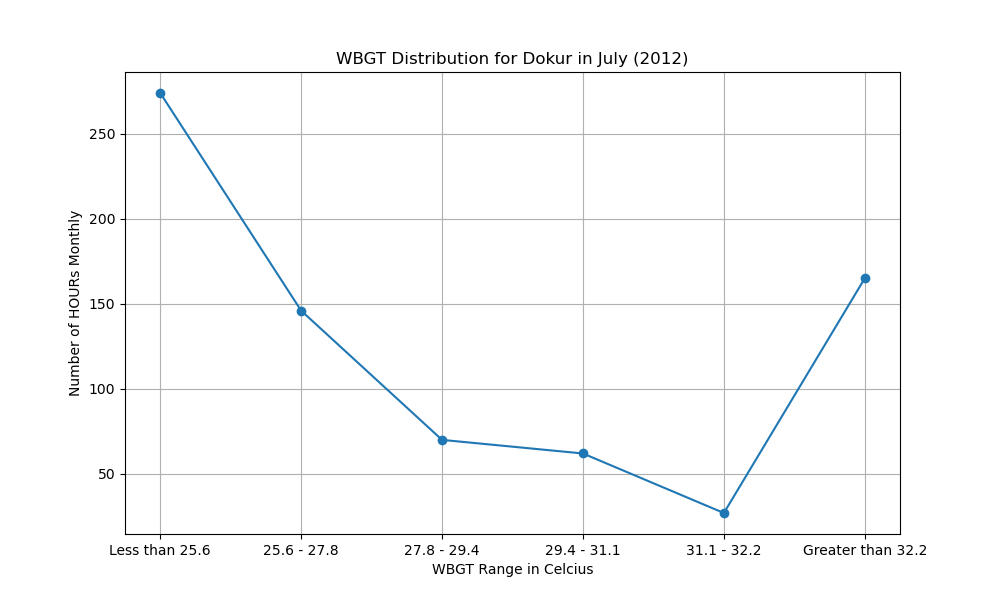 WBGT Distribution for Dokur in July (2012)
Number of HOURs Monthly
250
200
150
100
50
Less than 25.6 25.6 - 27.8 27.8 - 29.4 29.4 - 31.1 31.1 - 32.2 Greater than 32.2
WBGT Range in Celcius